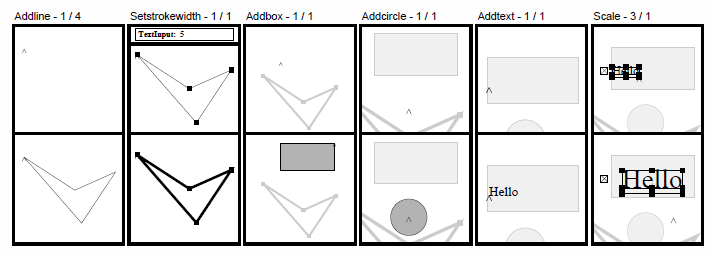 Addline - 1 / 4
Setstrokewidth - 1 / 1
Addbox - 1 / 1
Addcircle - 1 / 1
Addtext - 1 / 1
Scale - 3 / 1
TextInput: 5
Hello
Hello
Hello